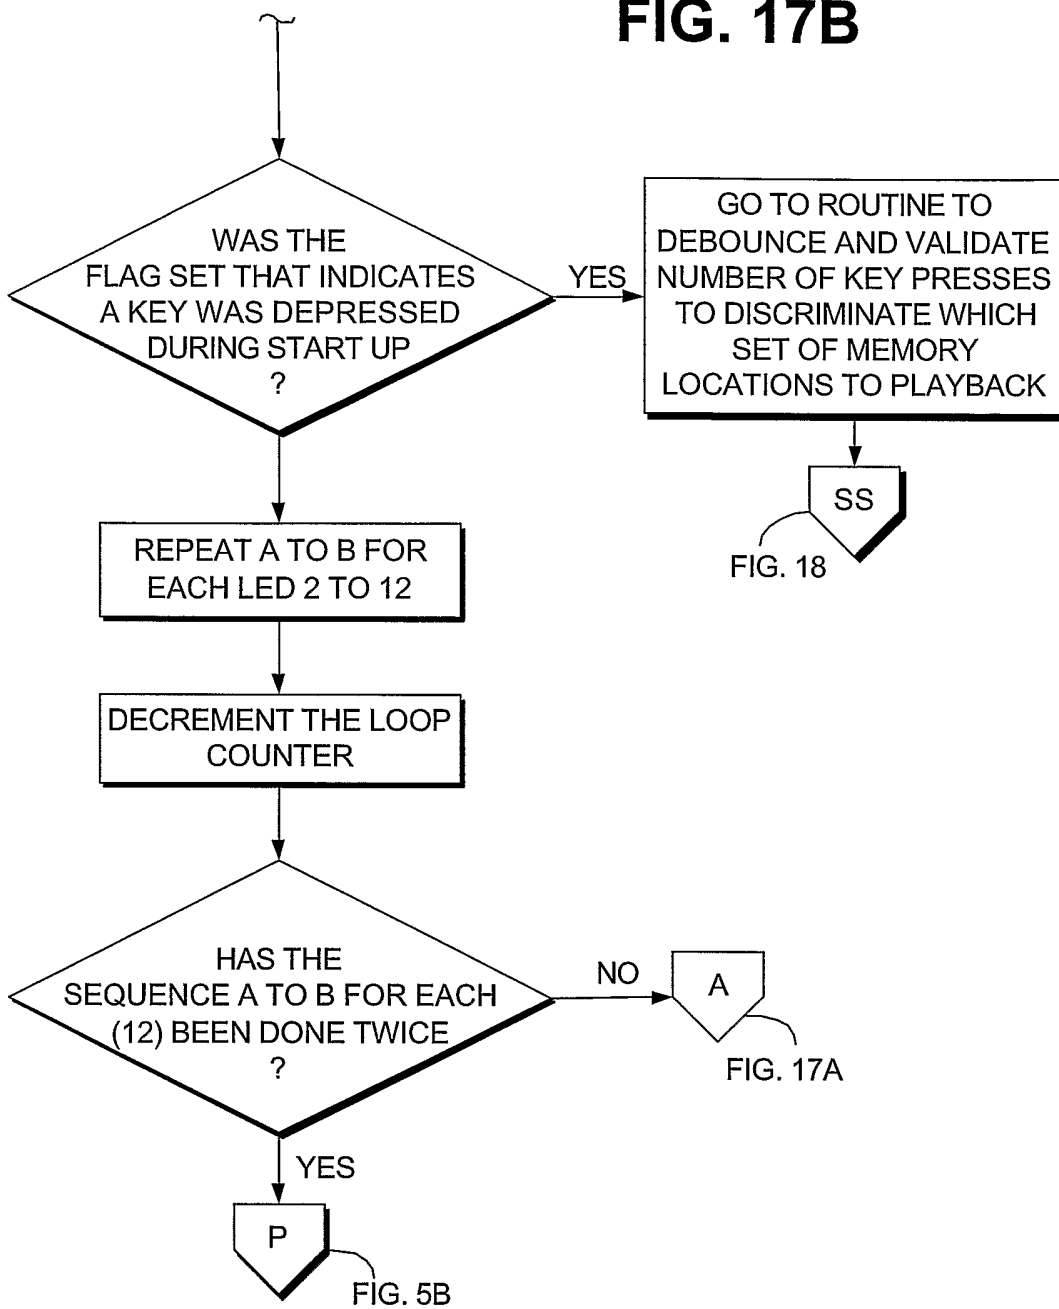 FIG. 17B
WAS THE
FLAG SET THAT INDICATES
A KEY WAS DEPRESSED
DURING START UP
?
YES
GO TO ROUTINE TO
DEBOUNCE AND VALIDATE
NUMBER OF KEY PRESSES
TO DISCRIMINATE WHICH
SET OF MEMORY
LOCATIONS TO PLAYBACK
SS
FIG. 18
REPEAT A TO B FOR
EACH LED 2 TO 12
DECREMENT THE LOOP
COUNTER
HAS THE
SEQUENCE A TO B FOR EACH
(12) BEEN DONE TWICE
?
NO
A
FIG. 17A
YES
P
FIG. 5B